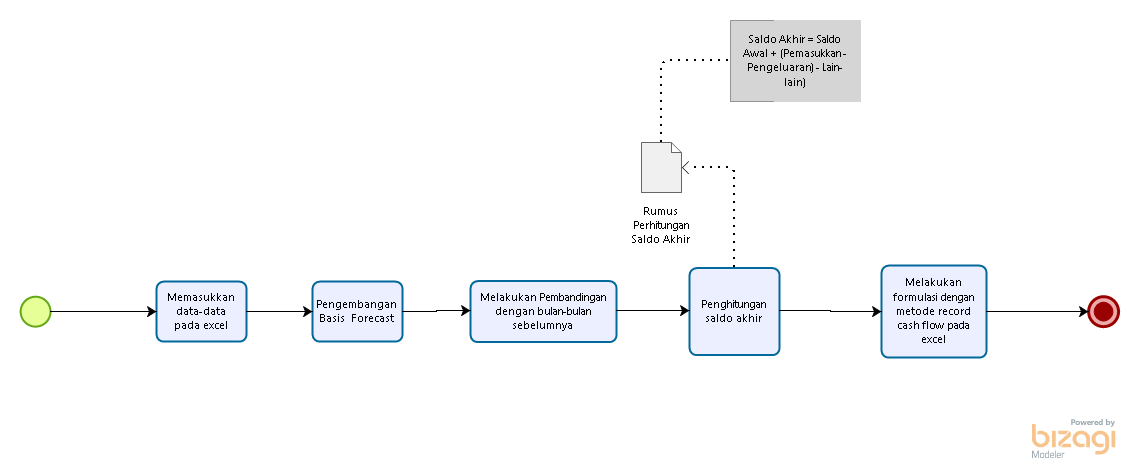 Saldo Akhir = Saldo
Awal + (Pemasukkan-
Pengeluaran) - Lain-
lain)
Rumus
Perhitungan
Saldo Akhir
Memasukkan
data-data
pada excel
Pengembangan
Basis Forecast
Melakukan Pembandingan
dengan bulan-bulan
sebelumnya
Penghitungan
saldo akhir
Melakukan
formulasi dengan
metode record
cash flow pada
excel
Powered by
bizagi
Modeler